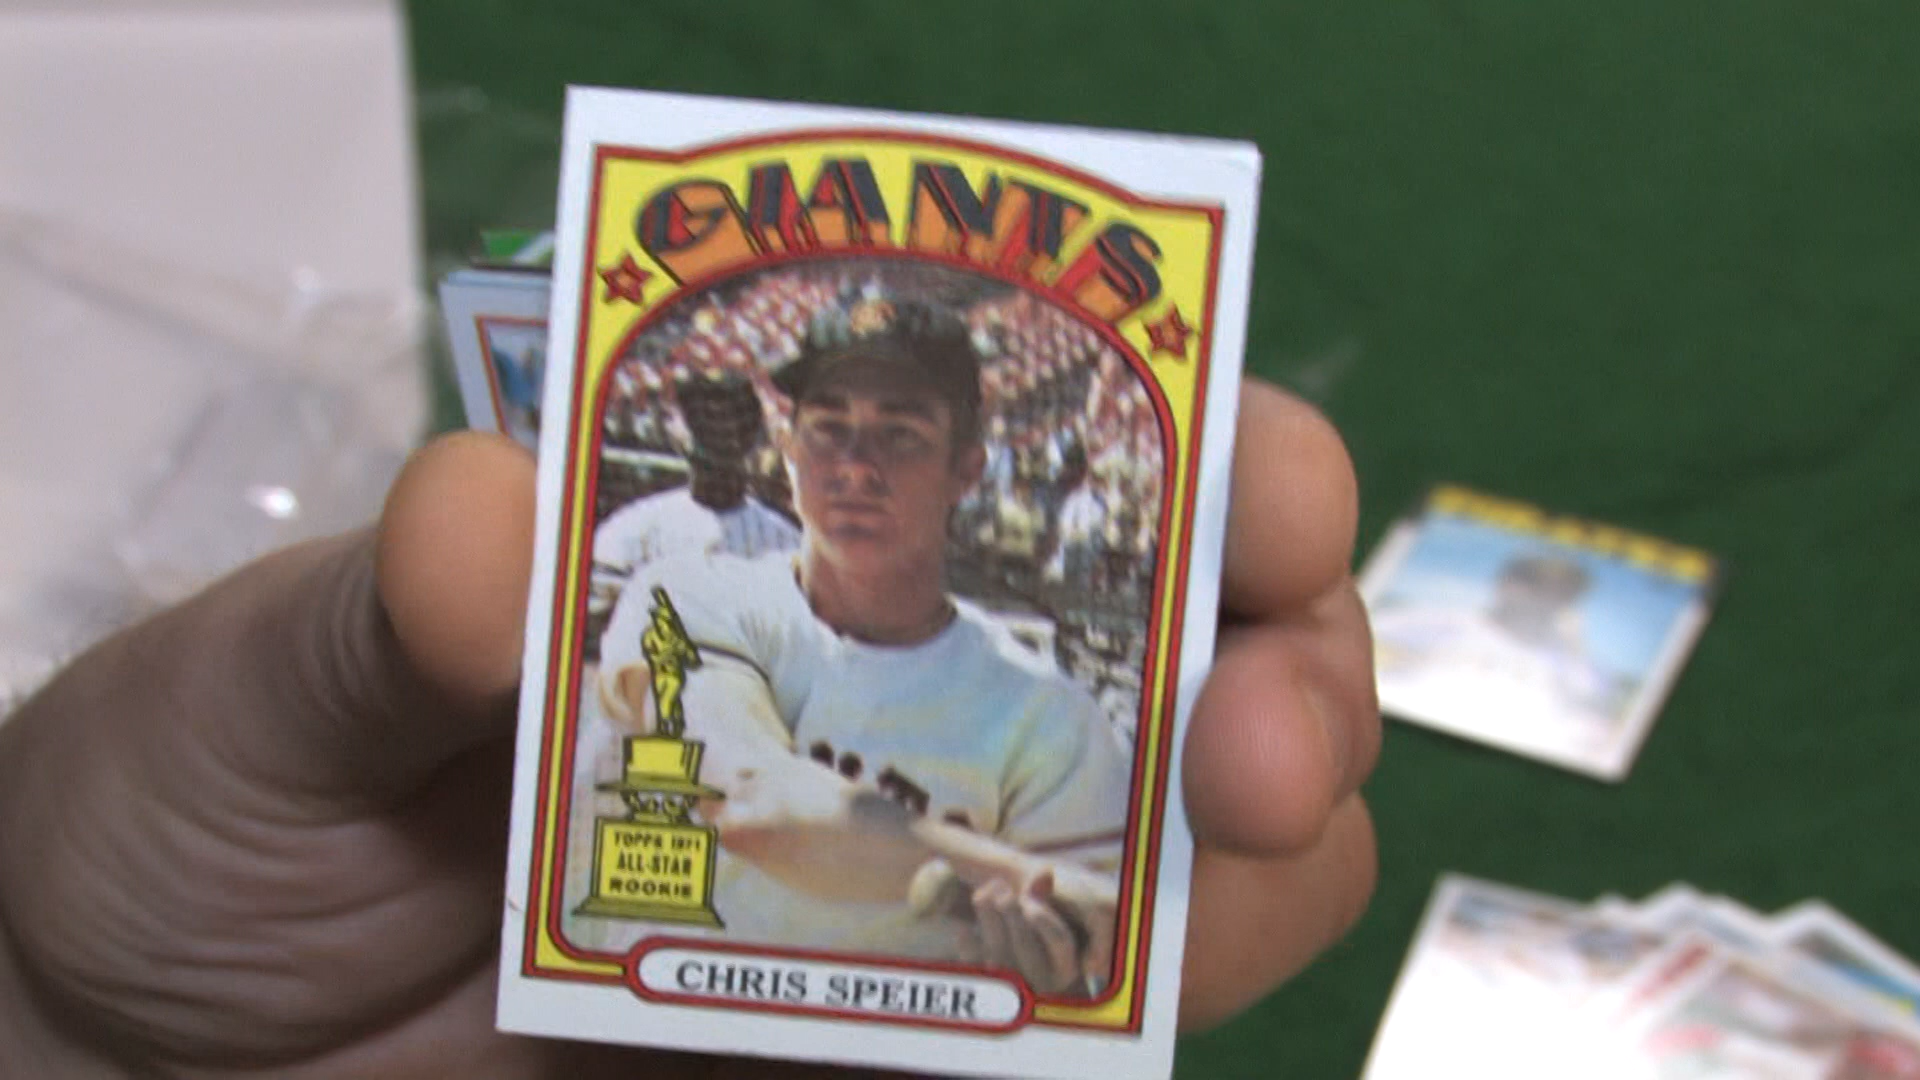 GIANTS
TOPPS 1971
ALL-STAR
ROOKIE
CHRIS SPEIER